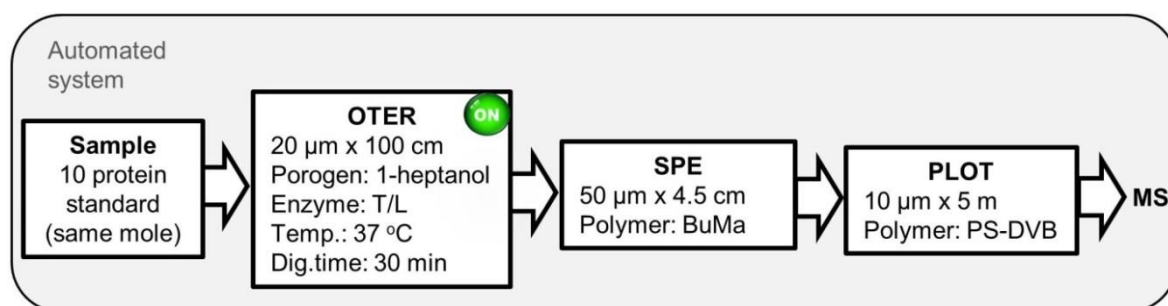 Automated
system
Sample
10 protein
standard
(same mole)
OTER
ON
20 µm x 100 cm
Porogen: 1-heptanol
Enzyme: T/L
Temp.: 37 ºC
Dig.time: 30 min
SPE
50 µm x 4.5 cm
Polymer: BuMa
PLOT
10 µm x 5 m
Polymer: PS-DVB
MS